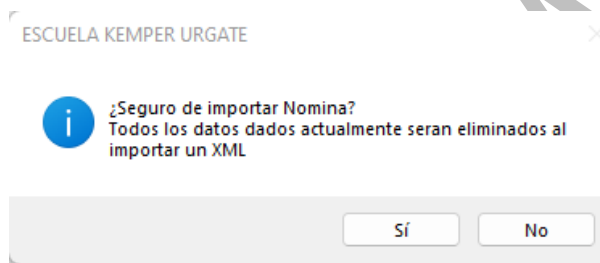 ESCUELA KEMPER URGATE
¿Seguro de importar Nomina?
Todos los datos dados actualmente seran eliminados al
importar un XML
Sí
No